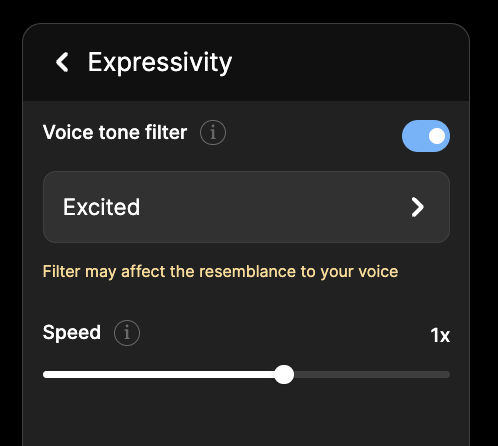 Expressivity
Voice tone filter
Excited
Filter may affect the resemblance to your voice
Speed 1x